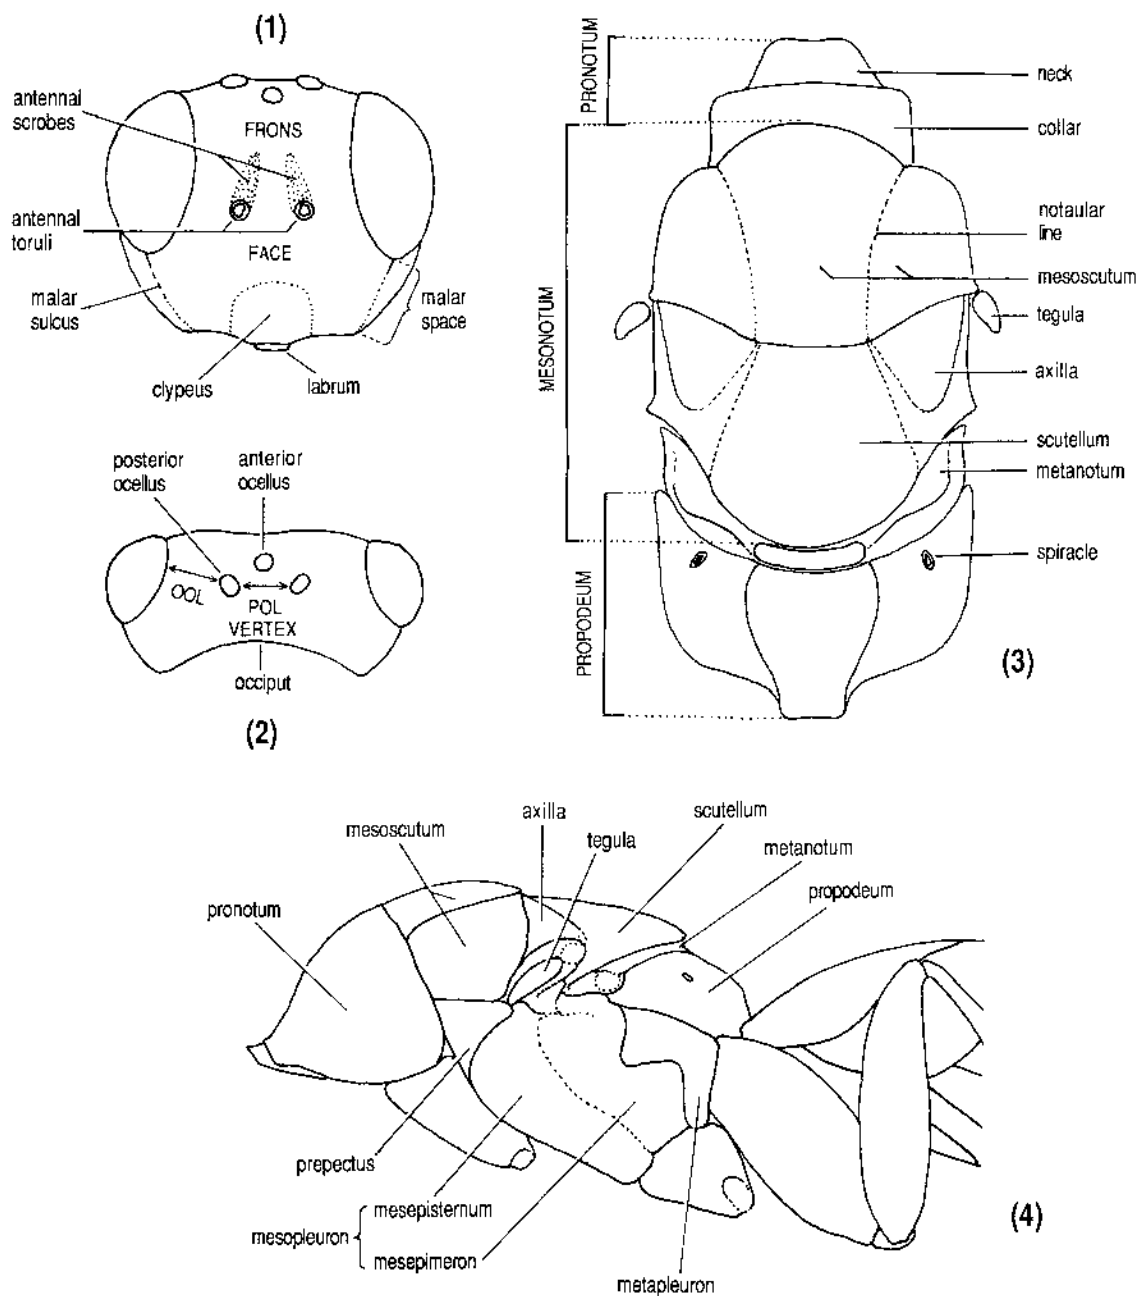 (1)
antennal
scrobes
FRONS
antennal
toruli
FACE
malar
sulcus
malar
space
clypeus
labrum
posterior
ocellus
anterior
ocellus
OOL
POL
VERTEX
occiput
(2)
PRONOTUM
neck
collar
MESONOTUM
notaular
line
mesoscutum
tegula
axilla
scutellum
metanotum
PROPODEUM
spiracle
(3)
mesoscutum
axilla
tegula
scutellum
metanotum
propodeum
pronotum
prepectus
mesopleuron
mesepisternum
mesepimeron
metapleuron
(4)